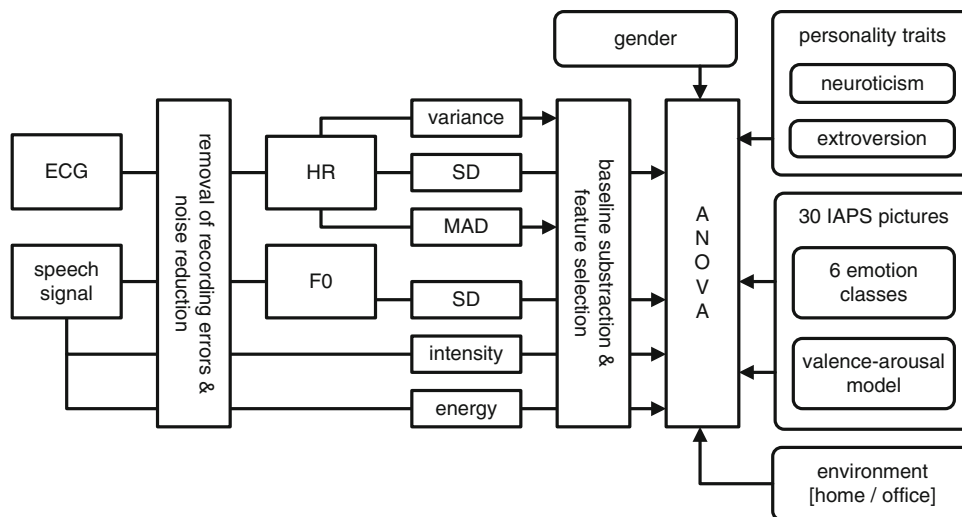 gender
personality traits
neuroticism
extroversion
ECG
speech
signal
removal of recording errors &
noise reduction
HR
F0
variance
SD
MAD
SD
intensity
energy
baseline substraction &
feature selection
A
N
O
V
A
30 IAPS pictures
6 emotion
classes
valence-arousal
model
environment
[home / office]